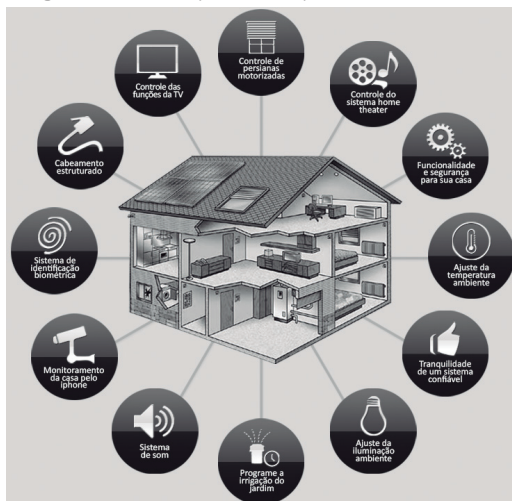 Controle de
persianas
motorizadas
Controle do
sistema home
theater
Funcionalidade
e segurança
para sua casa
Ajuste da
temperatura
ambiente
Tranquilidade
de um sistema
confiável
Ajuste da
iluminação
ambiente
Programe a
irrigação do
jardim
Sistema
de som
Monitoramento
da casa pelo
iphone
Sistema de
identificação
biométrica
Cabeamento
estruturado
Controle das
funções da TV